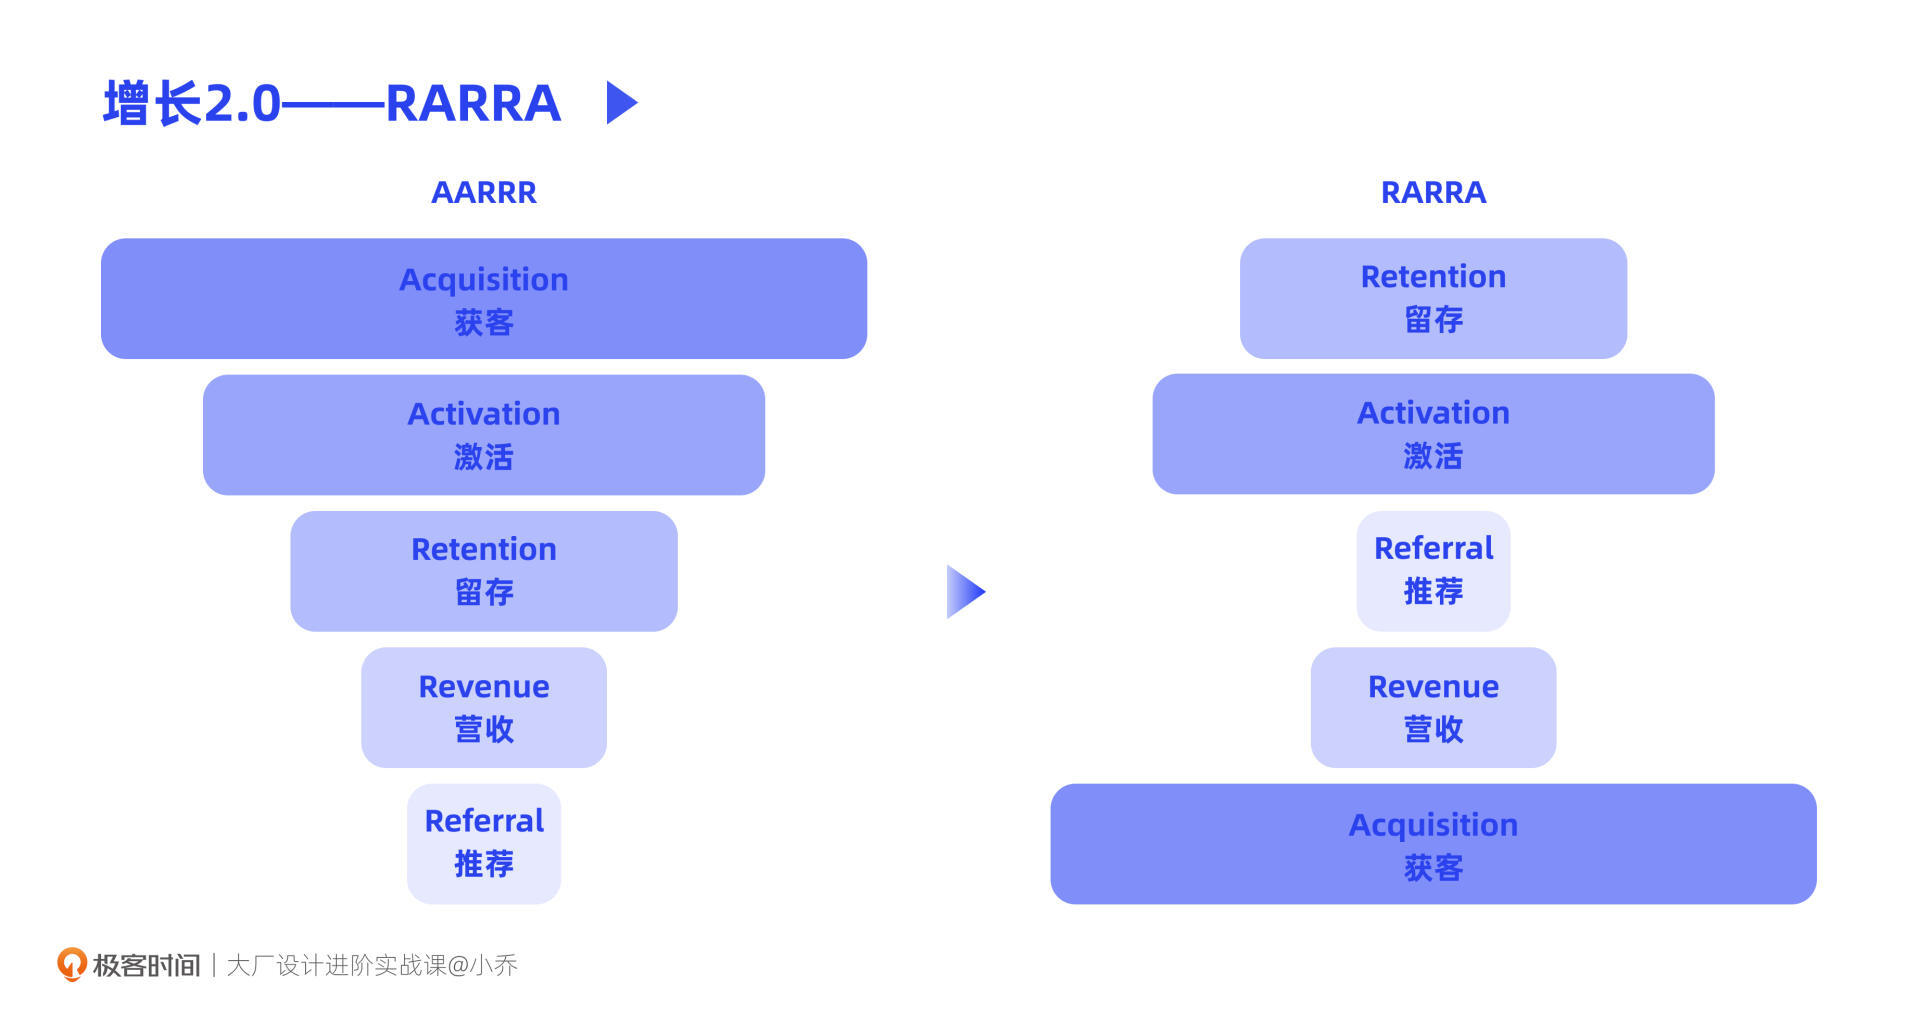 增长2.0——RARRA
AARRR
Acquisition
获客
Activation
激活
Retention
留存
Revenue
营收
Referral
推荐
RARRA
Retention
留存
Activation
激活
Referral
推荐
Revenue
营收
Acquisition
获客
极客时间 | 大厂设计进阶实战课@小乔